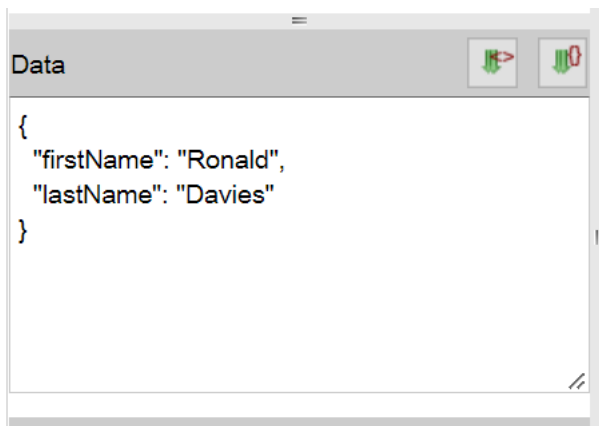 Data
<>
{}
{
"firstName": "Ronald",
"lastName": "Davies"
}